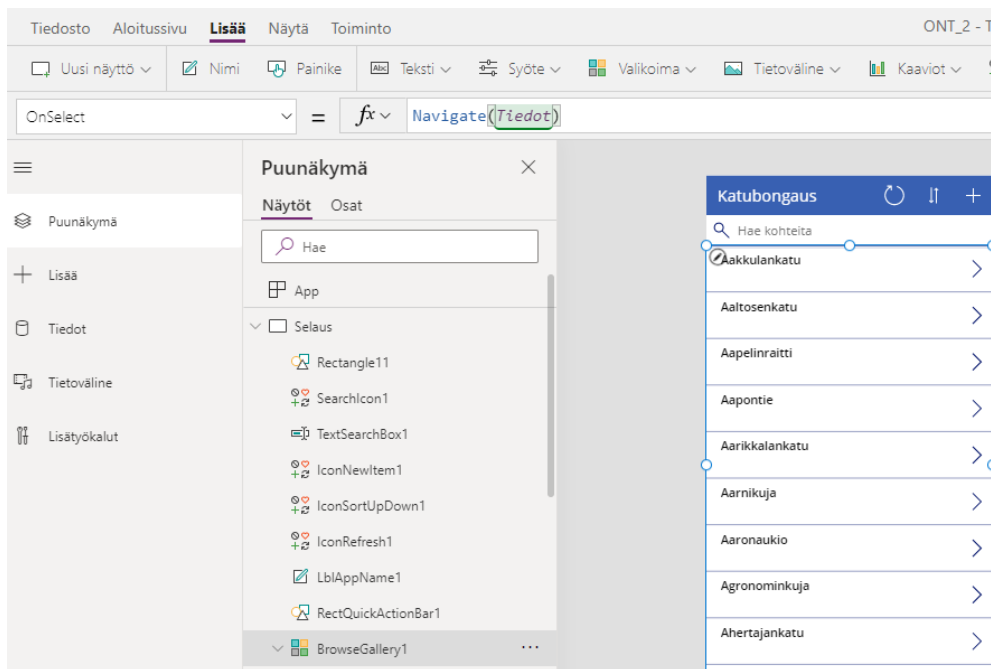 Tiedosto Aloitussivu Lisää Näytä Toiminto ONT_2 - T
Uusi näyttö Nimi Painike Abc Teksti Syöte Valikoima Tietoväline Kaaviot
OnSelect = fx Navigate(Tiedot)
Puunäkymä
Näytöt Osat
Hae
App
Selaus
Rectangle11
SearchIcon1
TextSearchBox1
IconNewItem1
IconSortUpDown1
IconRefresh1
LblAppName1
RectQuickActionBar1
BrowseGallery1 ...
Puunäkymä
Lisää
Tiedot
Tietoväline
Lisätyökalut
Katubongaus
Hae kohteita
Aakkulankatu
Aaltosenkatu
Aapelinraitti
Aapontie
Aarikkalankatu
Aarnikuja
Aaronaukio
Agronominkuja
Ahertajankatu